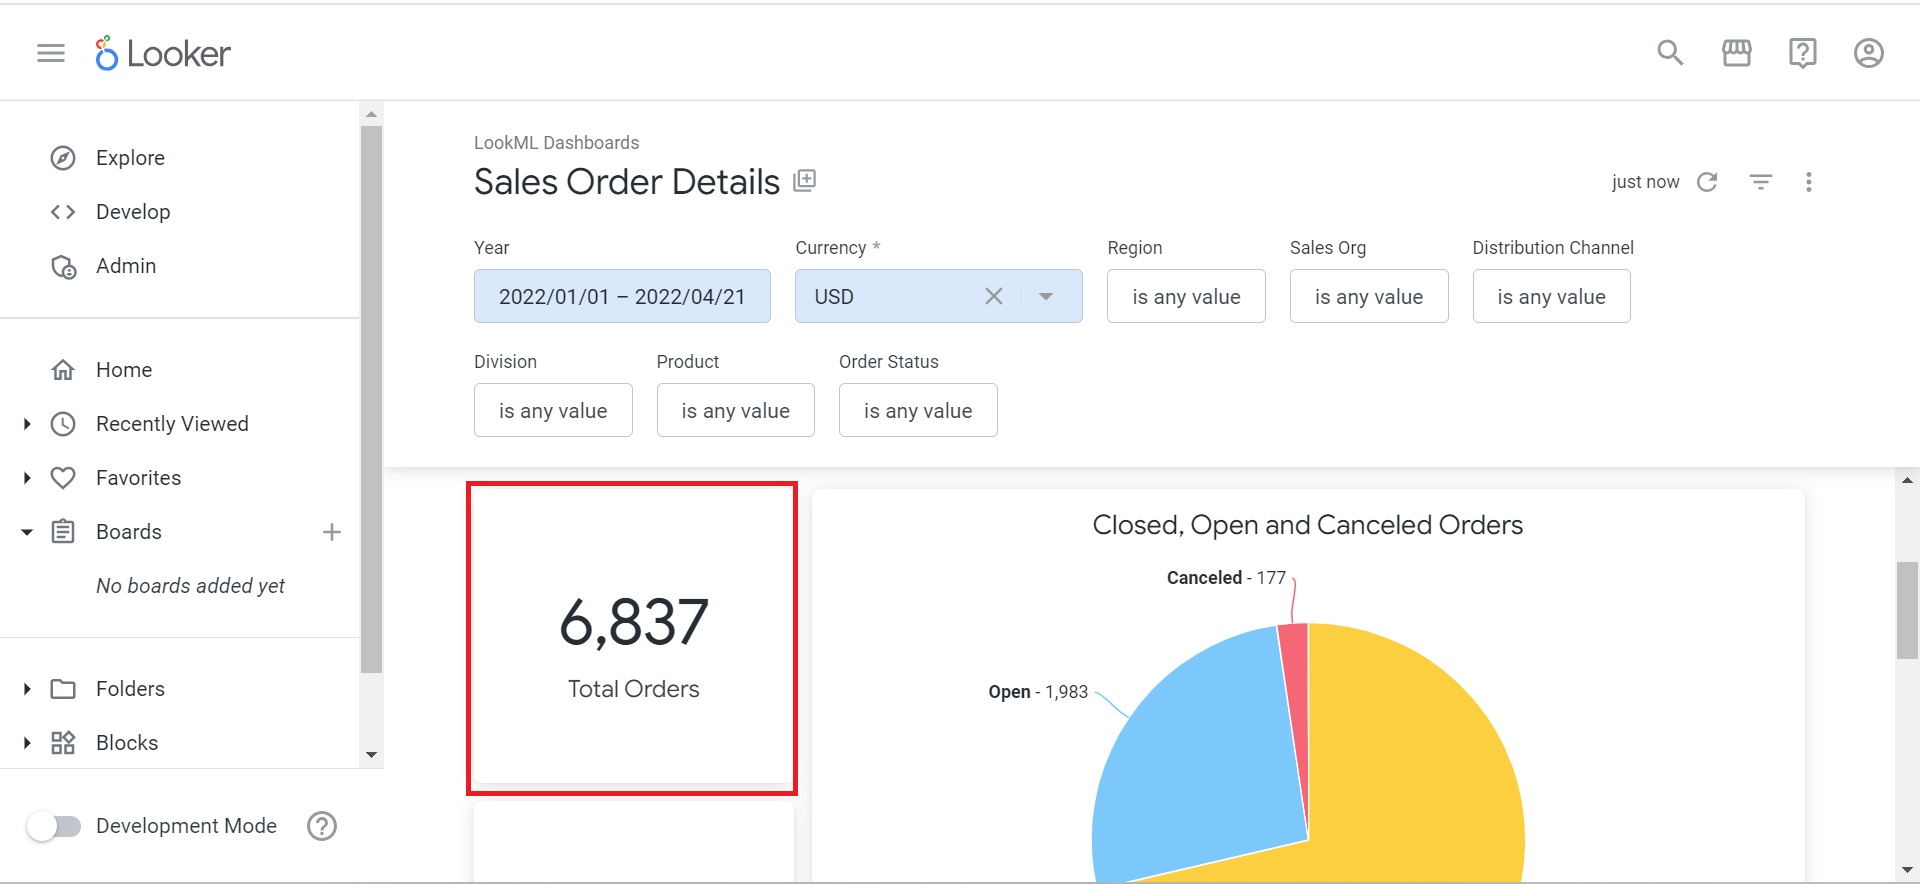 Looker
Explore
Develop
Admin
Home
Recently Viewed
Favorites
Boards
No boards added yet
Folders
Blocks
Development Mode
LookML Dashboards
Sales Order Details
just now
Year
Currency *
Region
Sales Org
Distribution Channel
2022/01/01 – 2022/04/21
USD
is any value
is any value
is any value
Division
Product
Order Status
is any value
is any value
is any value
6,837
Total Orders
Closed, Open and Canceled Orders
Canceled - 177
Open - 1,983